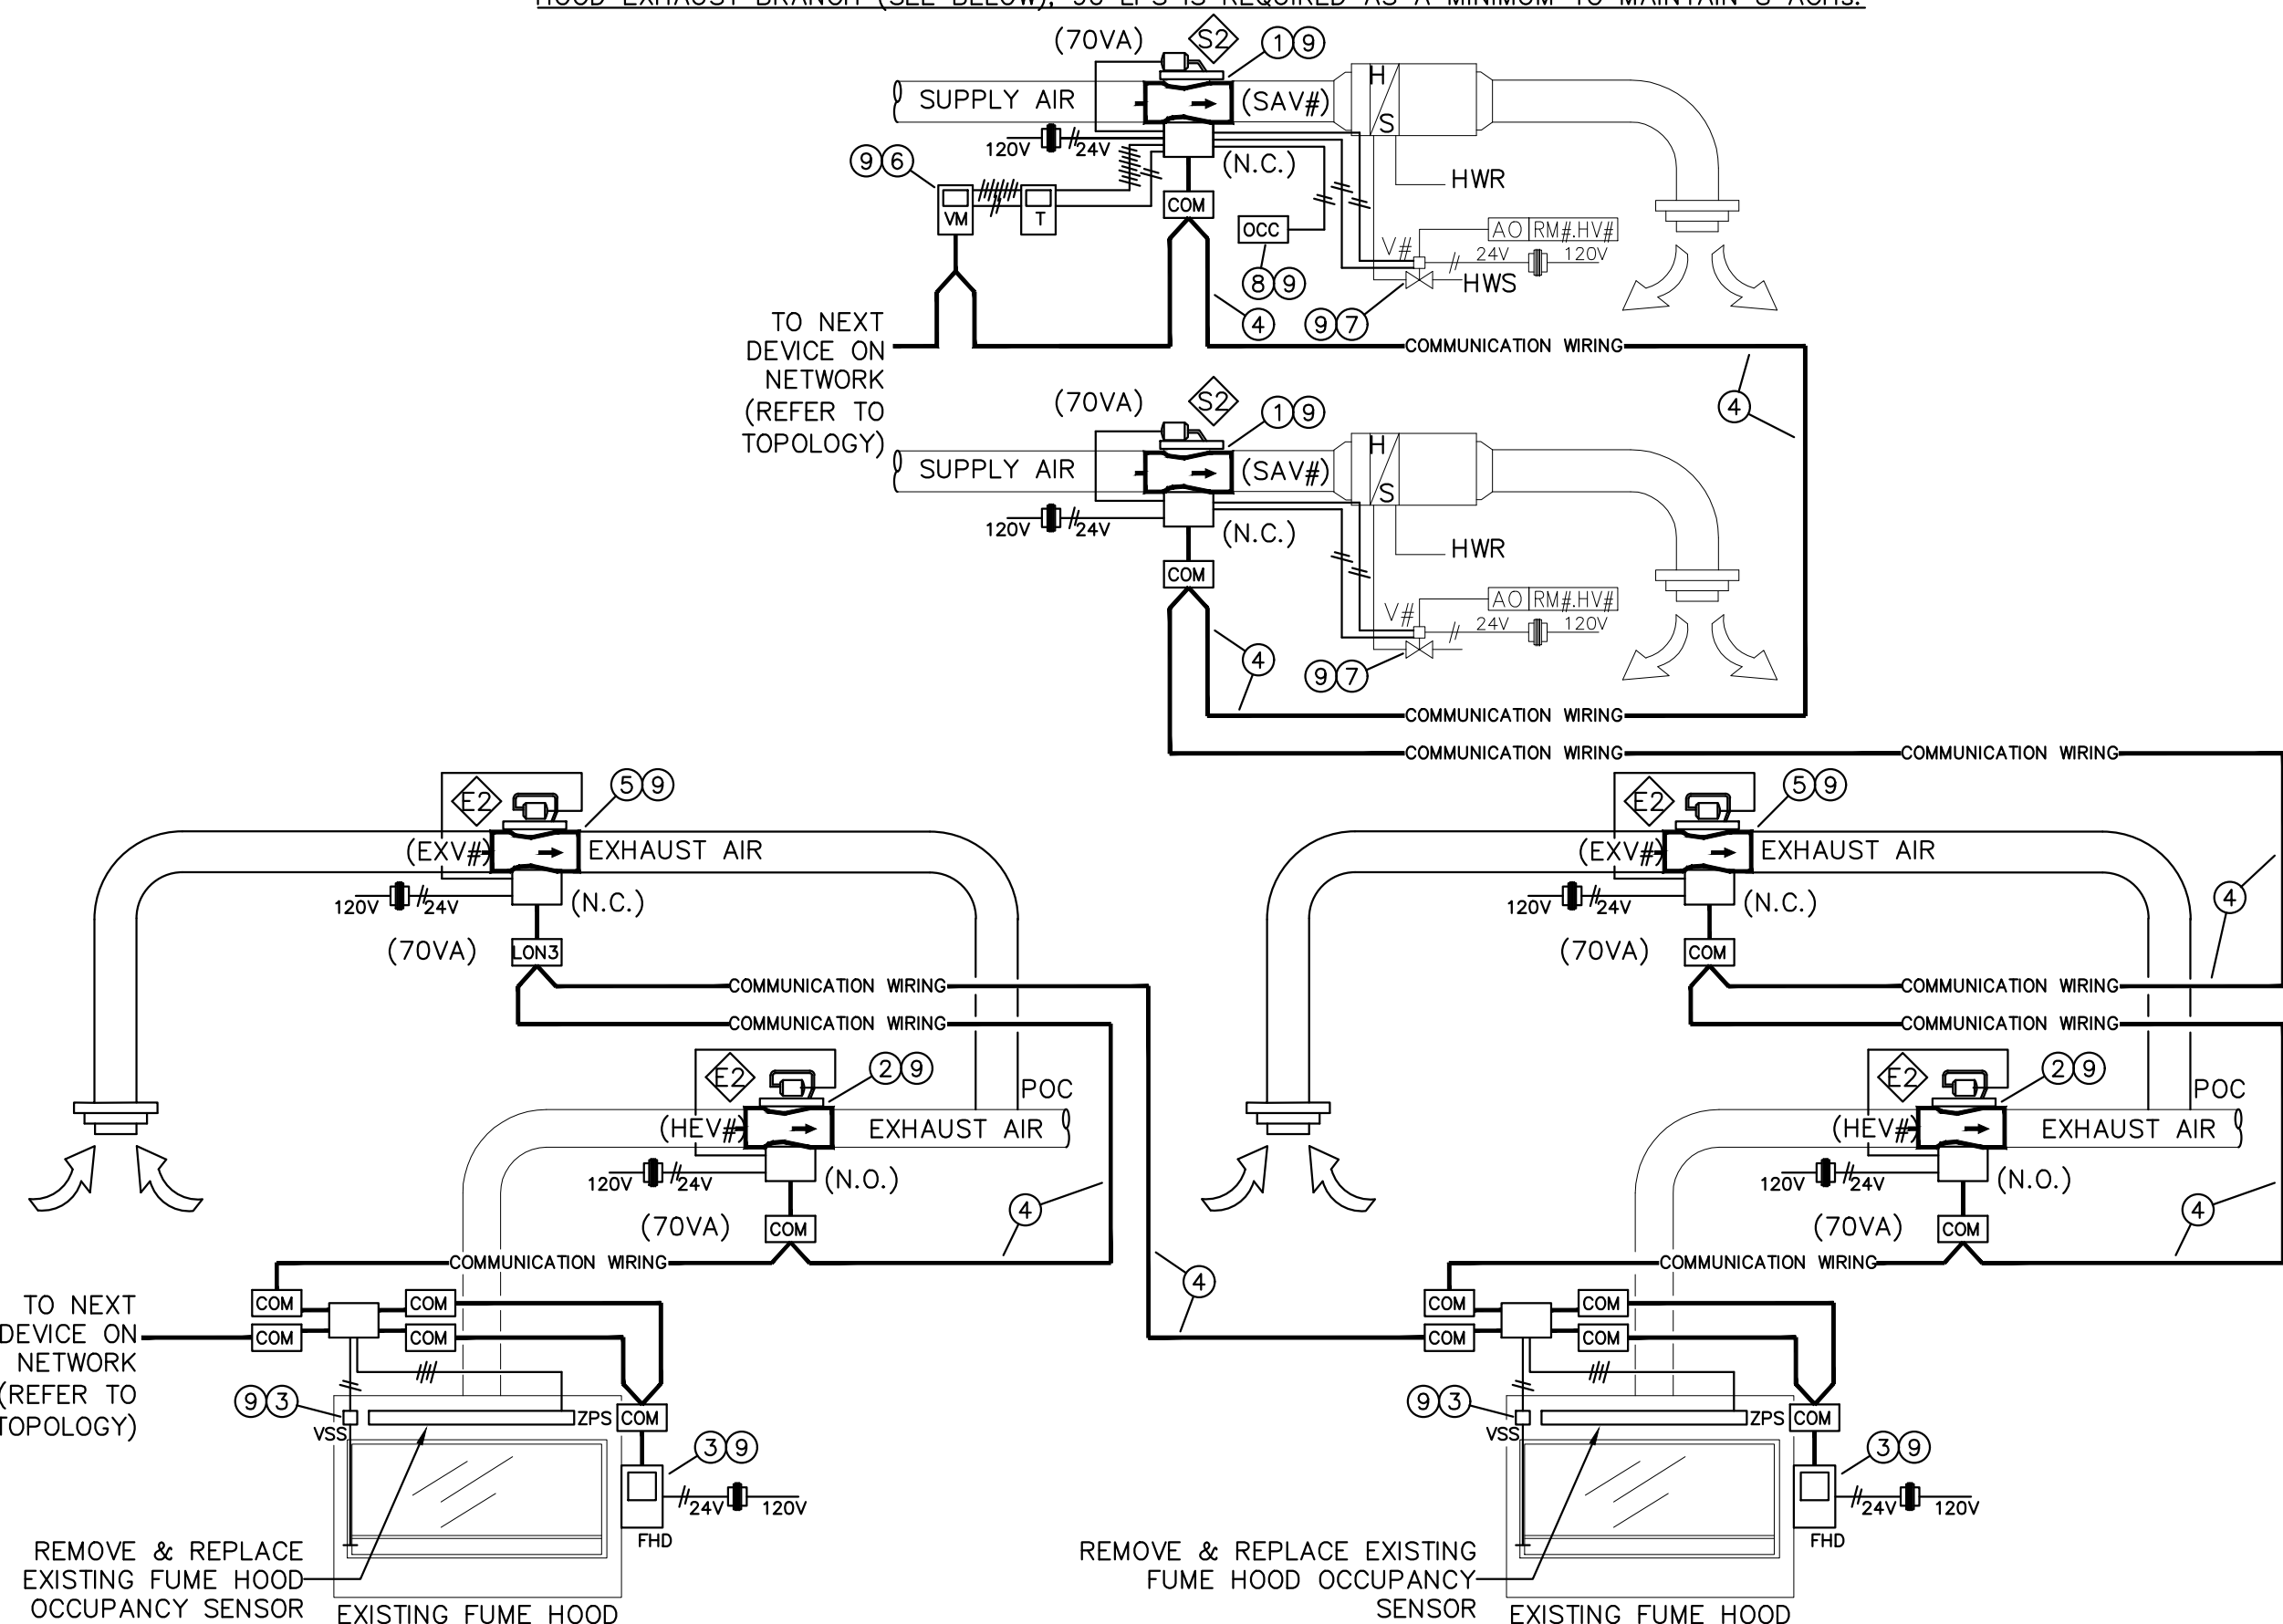 HOOD EXHAUST BRANCH (SEE BELOW), 90 LPS IS REQUIRED AS A MINIMUM TO MAINTAIN 6 ACHs.
(70VA) S2 1 9
SUPPLY AIR (SAV#) H S
120V 24V (N.C.)
9 6 HWR
VM T COM OCC AO RM#.HV#
V# 24V 120V
8 9 HWS
TO NEXT
DEVICE ON
NETWORK
(REFER TO
TOPOLOGY)
4 9 7
COMMUNICATION WIRING
4
(70VA) S2 1 9
SUPPLY AIR (SAV#) H S
120V 24V (N.C.)
HWR
COM AO RM#.HV#
V# 24V 120V
4 9 7
COMMUNICATION WIRING
COMMUNICATION WIRING COMMUNICATION WIRING
E2 5 9
(EXV#) EXHAUST AIR
120V 24V (N.C.)
(70VA) LON3
COMMUNICATION WIRING
COMMUNICATION WIRING
E2 2 9
POC
(HEV#) EXHAUST AIR
120V 24V (N.O.)
4
(70VA) COM
COMMUNICATION WIRING
4
TO NEXT
DEVICE ON
NETWORK
(REFER TO
TOPOLOGY)
COM COM
COM COM
9 3 ZPS COM
VSS
3 9
24V 120V
FHD
REMOVE & REPLACE
EXISTING FUME HOOD
OCCUPANCY SENSOR
EXISTING FUME HOOD
E2 5 9
(EXV#) EXHAUST AIR
120V 24V (N.C.)
4
(70VA) COM
COMMUNICATION WIRING
COMMUNICATION WIRING
E2 2 9
POC
(HEV#) EXHAUST AIR
120V 24V (N.O.)
4
(70VA) COM
COMMUNICATION WIRING
COM COM
COM COM
9 3 ZPS COM
VSS
3 9
24V 120V
FHD
REMOVE & REPLACE EXISTING
FUME HOOD OCCUPANCY
SENSOR
EXISTING FUME HOOD